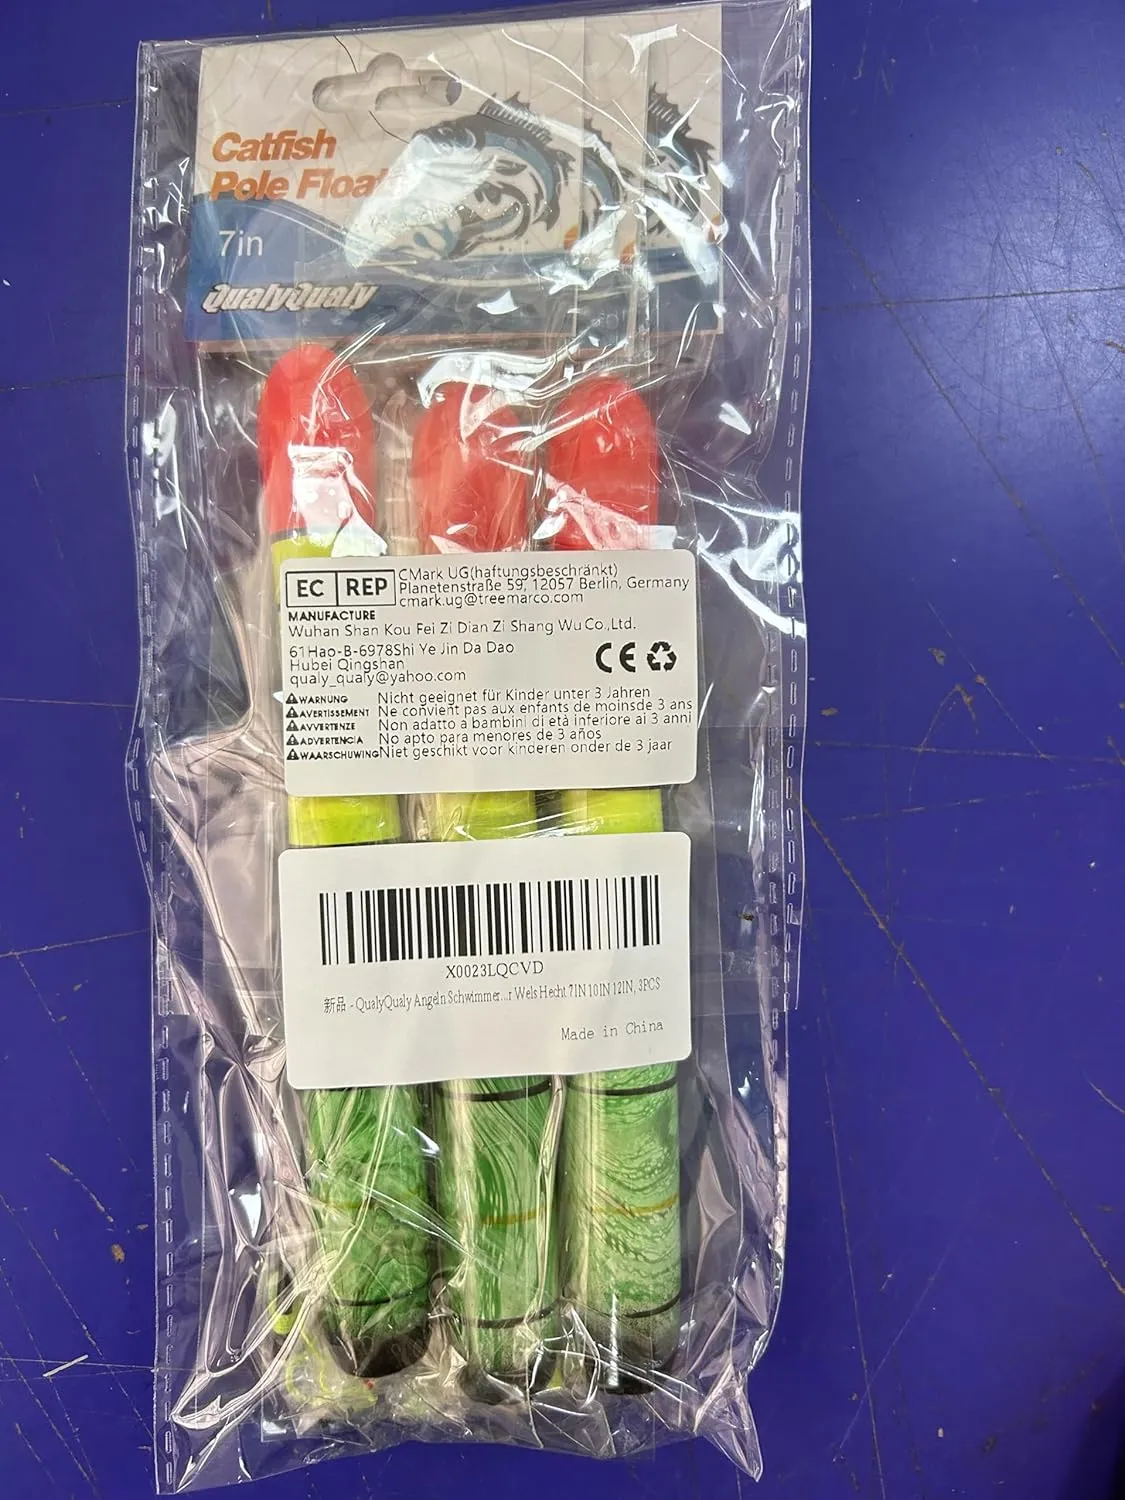 Catfish
Pole Float
7in
QualyQualy
EC REP
CMark UG(haftungsbeschränkt)
Planetenstraße 59, 12057 Berlin, Germany
cmark.ug@treemarco.com
MANUFACTURE
Wuhan Shan Kou Fei Zi Dian Zi Shang Wu Co.,Ltd.
61Hao-B-6978Shi Ye Jin Da Dao
Hubei Qingshan
qualy_qualy@yahoo.com
CE
WARNUNG Nicht geeignet für Kinder unter 3 Jahren
AVERTISSEMENT Ne convient pas aux enfants de moinsde 3 ans
AVVERTENZE Non adatto a bambini di età inferiore ai 3 anni
ADVERTENCIA No apto para menores de 3 años
WAARSCHUWING Niet geschikt voor kinderen onder de 3 jaar
X0023LQCVD
新品 - QualyQualy Angeln Schwimmer...r Wels Hecht 7IN 10IN 12IN, 3PCS
Made in China